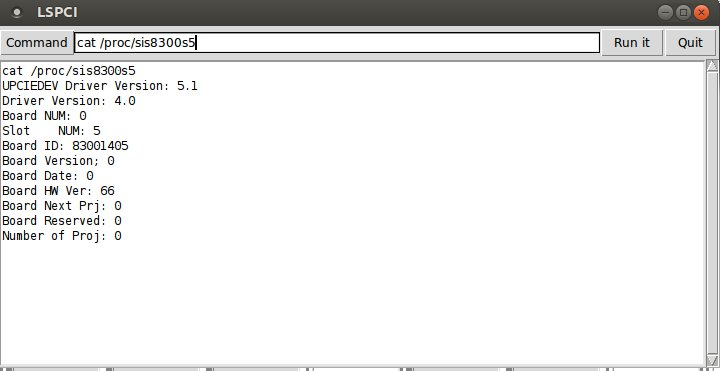 LSPCI
Command cat /proc/sis8300s5 Run it Quit
cat /proc/sis8300s5
UPCIEDEV Driver Version: 5.1
Driver Version: 4.0
Board NUM: 0
Slot    NUM: 5
Board ID: 83001405
Board Version; 0
Board Date: 0
Board HW Ver: 66
Board Next Prj: 0
Board Reserved: 0
Number of Proj: 0